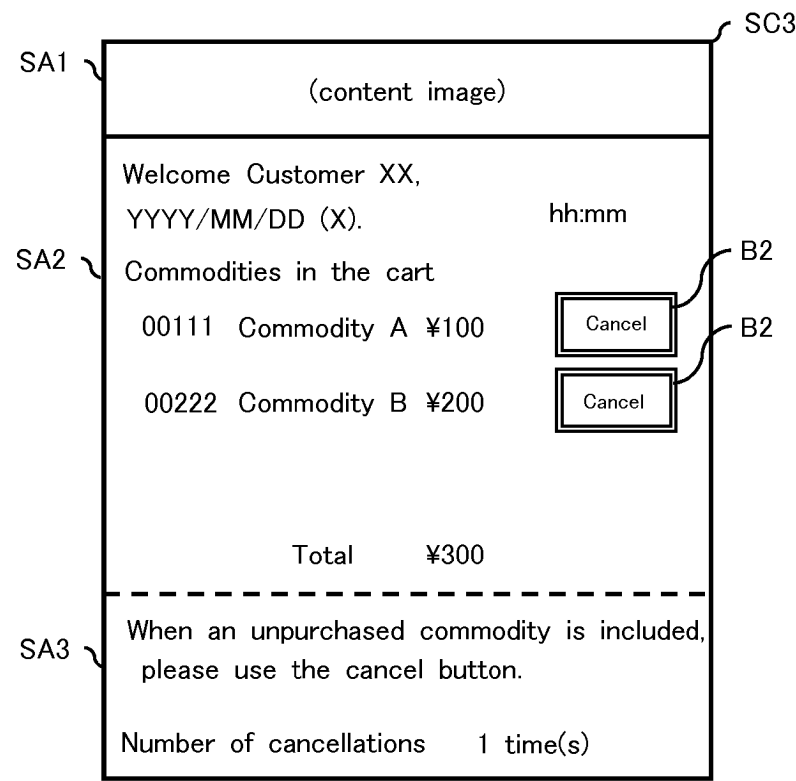 SC3
SA1
(content image)
Welcome Customer XX,
YYYY/MM/DD (X). hh:mm
SA2
B2
Commodities in the cart
00111 Commodity A ¥100 Cancel
B2
00222 Commodity B ¥200 Cancel
Total ¥300
When an unpurchased commodity is included,
SA3
please use the cancel button.
Number of cancellations 1 time(s)